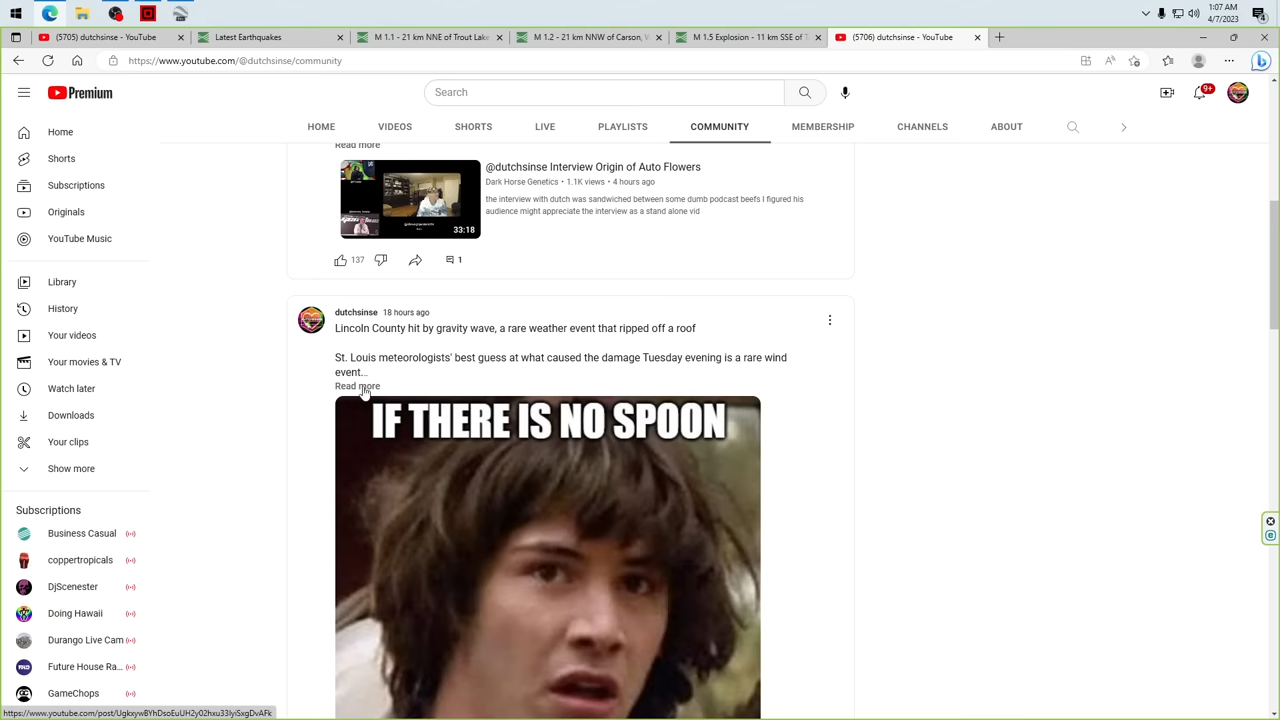 1:07 AM
4/7/2023
4
(5705) dutchsinse - YouTube
Latest Earthquakes
M 1.1 - 21 km NNE of Trout Lake
M 1.2 - 21 km NNW of Carson, W
M 1.5 Explosion - 11 km SSE of T
(5706) dutchsinse - YouTube
https://www.youtube.com/@dutchsinse/community
Premium
Search
9+
HOME
VIDEOS
SHORTS
LIVE
PLAYLISTS
COMMUNITY
MEMBERSHIP
CHANNELS
ABOUT
Home
Shorts
Subscriptions
Originals
YouTube Music
Library
History
Your videos
Your movies & TV
Watch later
Downloads
Your clips
Show more
Subscriptions
Business Casual
coppertropicals
DjScenester
Doing Hawaii
Durango Live Cam
Future House Ra...
GameChops
Read more
@dutchsinse Interview Origin of Auto Flowers
Dark Horse Genetics • 1.1K views • 4 hours ago
the interview with dutch was sandwiched between some dumb podcast beefs I figured his
audience might appreciate the interview as a stand alone vid
33:18
137
1
dutchsinse 18 hours ago
Lincoln County hit by gravity wave, a rare weather event that ripped off a roof
St. Louis meteorologists' best guess at what caused the damage Tuesday evening is a rare wind
event...
Read more
IF THERE IS NO SPOON